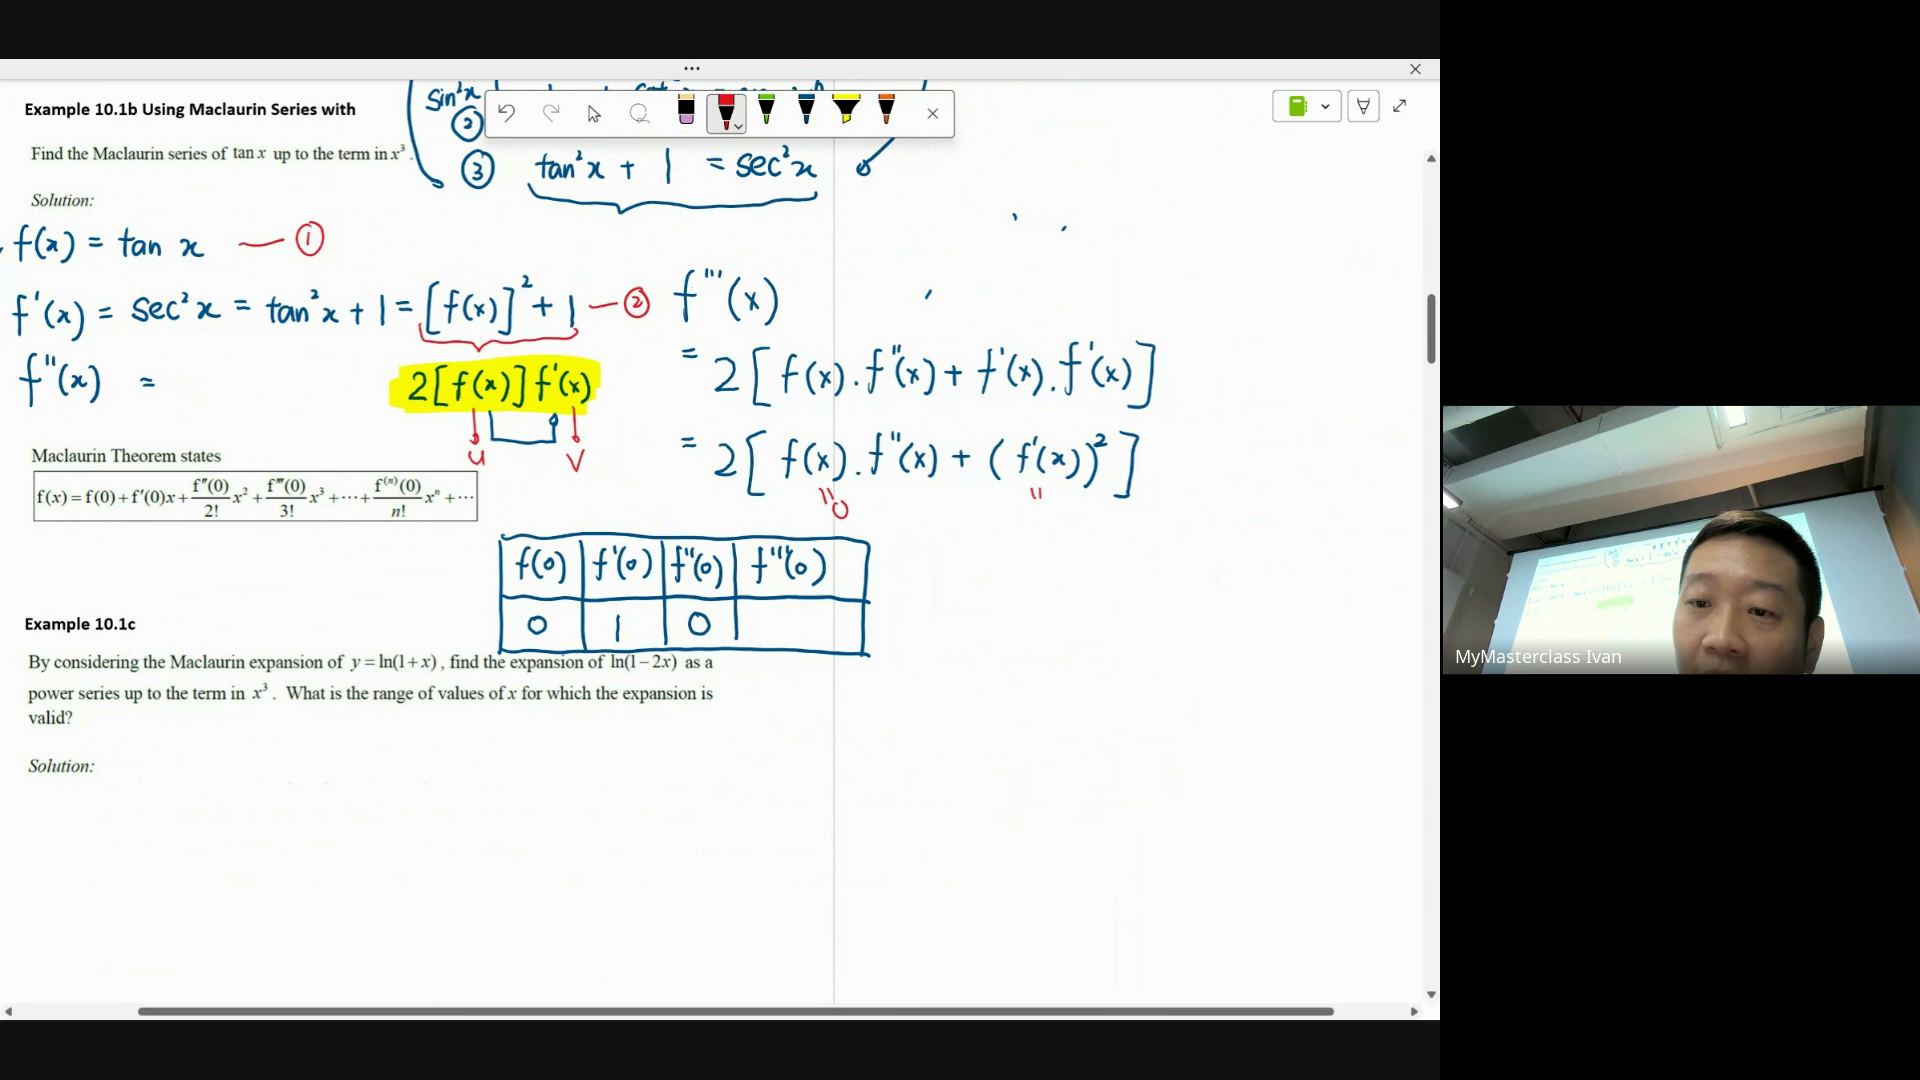 Example 10.1b Using Maclaurin Series with
Find the Maclaurin series of tan x up to the term in x³.
Solution:
sin²x
②
③ tan²x + 1 = sec²x
f(x) = tan x — ①
f'(x) = sec²x = tan²x + 1 = [f(x)]² + 1 — ②
f''(x) = 2[f(x)] f'(x)
u v
f'''(x)
= 2[ f(x). f''(x) + f'(x). f'(x) ]
= 2[ f(x). f''(x) + (f'(x))² ]
"
0
"
Maclaurin Theorem states
f(x) = f(0) + f′(0)x + f″(0)/2! x² + f‴(0)/3! x³ + ⋯ + f⁽ⁿ⁾(0)/n! xⁿ + ⋯
f(0) f'(0) f''(0) f'''(0)
0 1 0
Example 10.1c
By considering the Maclaurin expansion of y = ln(1+x), find the expansion of ln(1−2x) as a
power series up to the term in x³. What is the range of values of x for which the expansion is
valid?
Solution:
MyMasterclass Ivan